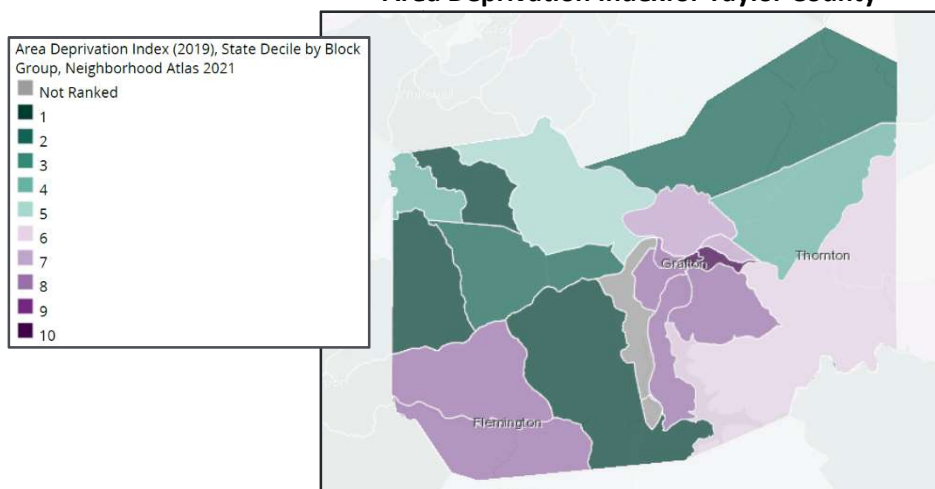 Area Deprivation Index for Taylor County
Area Deprivation Index (2019), State Decile by Block
Group, Neighborhood Atlas 2021
Not Ranked
1
2
3
4
5
6
7
8
9
10
Grafton
Thornton
Flemington